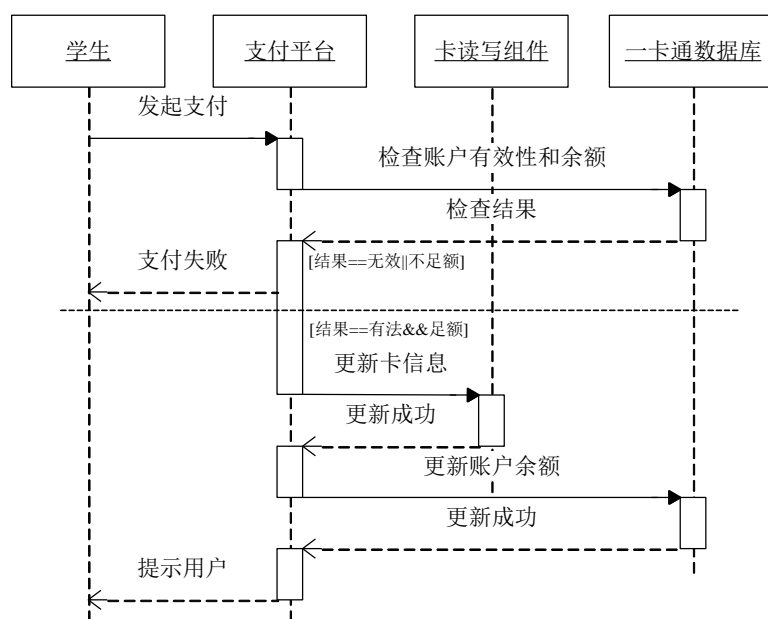 学生
支付平台
卡读写组件
一卡通数据库
发起支付
检查账户有效性和余额
检查结果
[结果==无效||不足额]
支付失败
[结果==有法&&足额]
更新卡信息
更新成功
更新账户余额
更新成功
提示用户